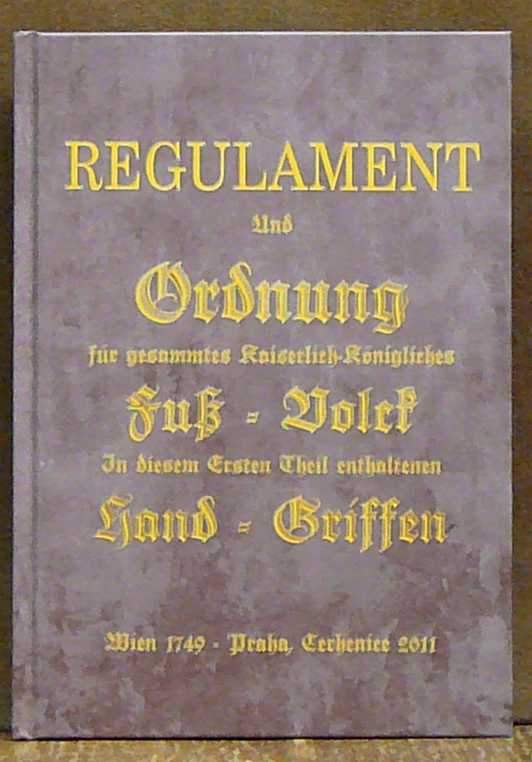 REGULAMENT
Und
Ordnung
für gesammtes Kaiserlich-Königliches
Fuß - Volck
In diesem Ersten Theil enthaltenen
Hand - Griffen
Wien 1749 - Praha, Cerhenice 2011